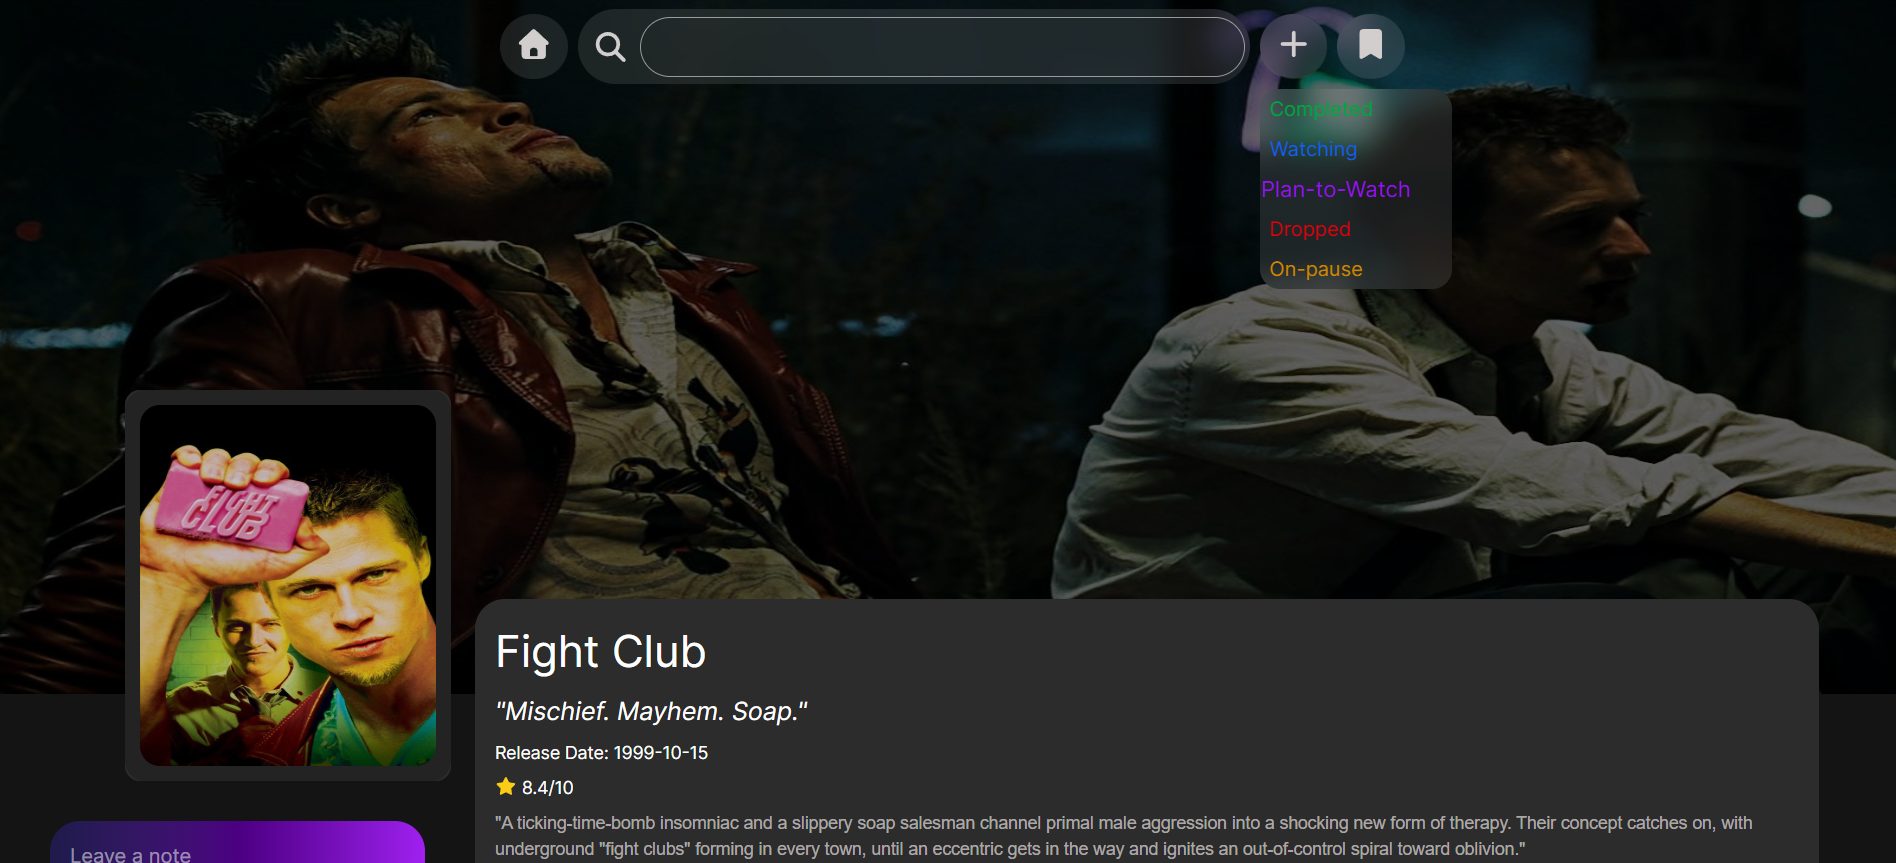 Completed
Watching
Plan-to-Watch
Dropped
On-pause
FIGHT
CLUB
Fight Club
"Mischief. Mayhem. Soap."
Release Date: 1999-10-15
8.4/10
"A ticking-time-bomb insomniac and a slippery soap salesman channel primal male aggression into a shocking new form of therapy. Their concept catches on, with
underground "fight clubs" forming in every town, until an eccentric gets in the way and ignites an out-of-control spiral toward oblivion."
Leave a note